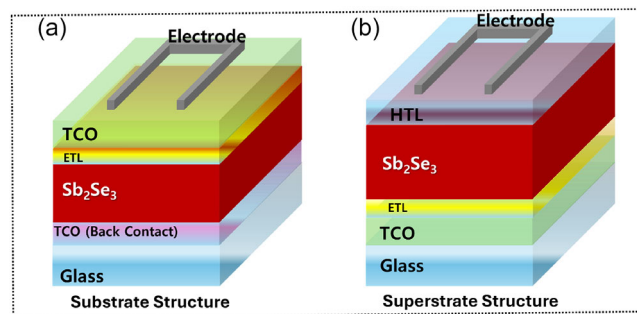 (a)
Electrode
TCO
ETL
Sb₂Se₃
TCO (Back Contact)
Glass
Substrate Structure
(b)
Electrode
HTL
Sb₂Se₃
ETL
TCO
Glass
Superstrate Structure